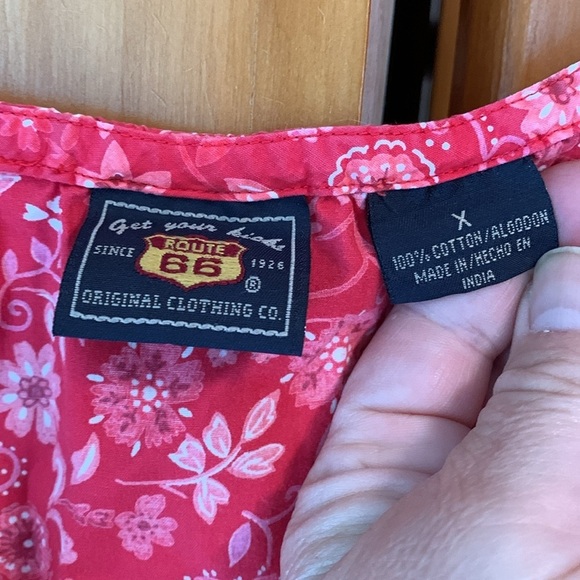 Get your kicks
SINCE ROUTE 66 1926
®
ORIGINAL CLOTHING CO.
X
100% COTTON/ALGODON
MADE IN/HECHO EN
INDIA